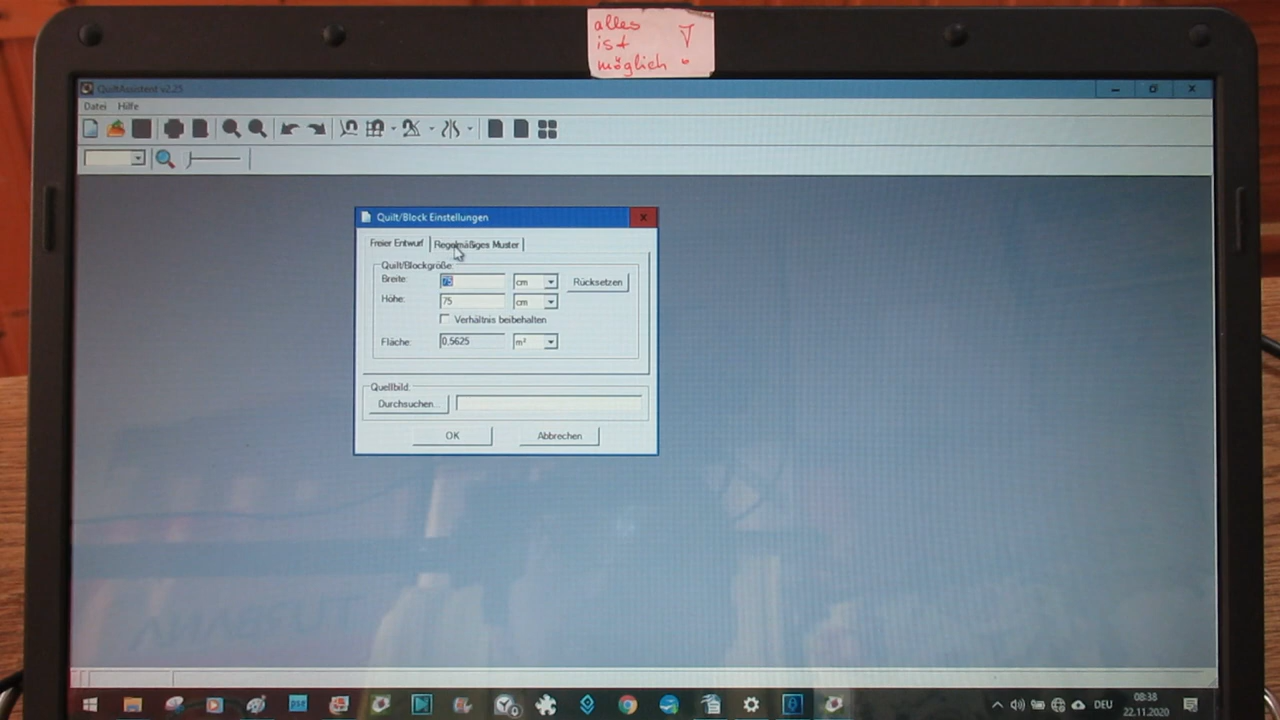 alles
ist !
möglich
QuiltAssistent v2.25
Datei Hilfe
Quilt/Block Einstellungen
Freier Entwurf Regelmäßiges Muster
Quilt/Blockgröße:
Breite: 75 cm Rücksetzen
Höhe: 75 cm
Verhältnis beibehalten
Fläche: 0,5625 m²
Quellbild:
Durchsuchen...
OK Abbrechen
pse
DEU
08:38
22.11.2020